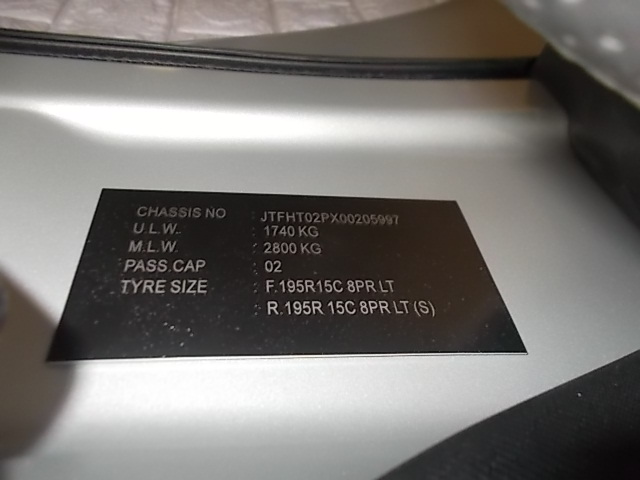 CHASSIS NO : JTFHT02PX00205997
U.L.W. : 1740 KG
M.L.W. : 2800 KG
PASS.CAP : 02
TYRE SIZE : F.195R15C 8PR LT
: R.195R 15C 8PR LT (S)